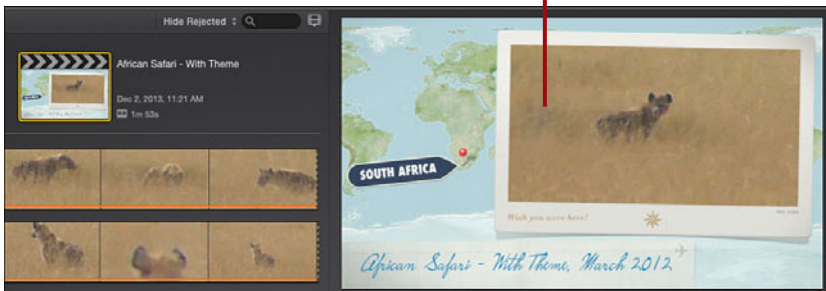 Hide Rejected
African Safari - With Theme
Dec 2, 2013, 11:21 AM
1m 53s
SOUTH AFRICA
Wish you were here!
African Safari - With Theme, March 2012